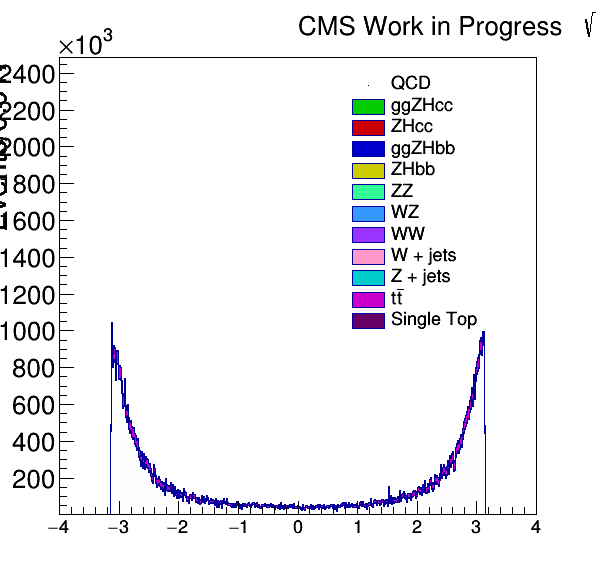 CMS Work in Progress √
×10³
2400
2200
2000
1800
1600
1400
1200
1000
800
600
400
200
QCD
ggZHcc
ZHcc
ggZHbb
ZHbb
ZZ
WZ
WW
W + jets
Z + jets
tt̄
Single Top
−4 −3 −2 −1 0 1 2 3 4